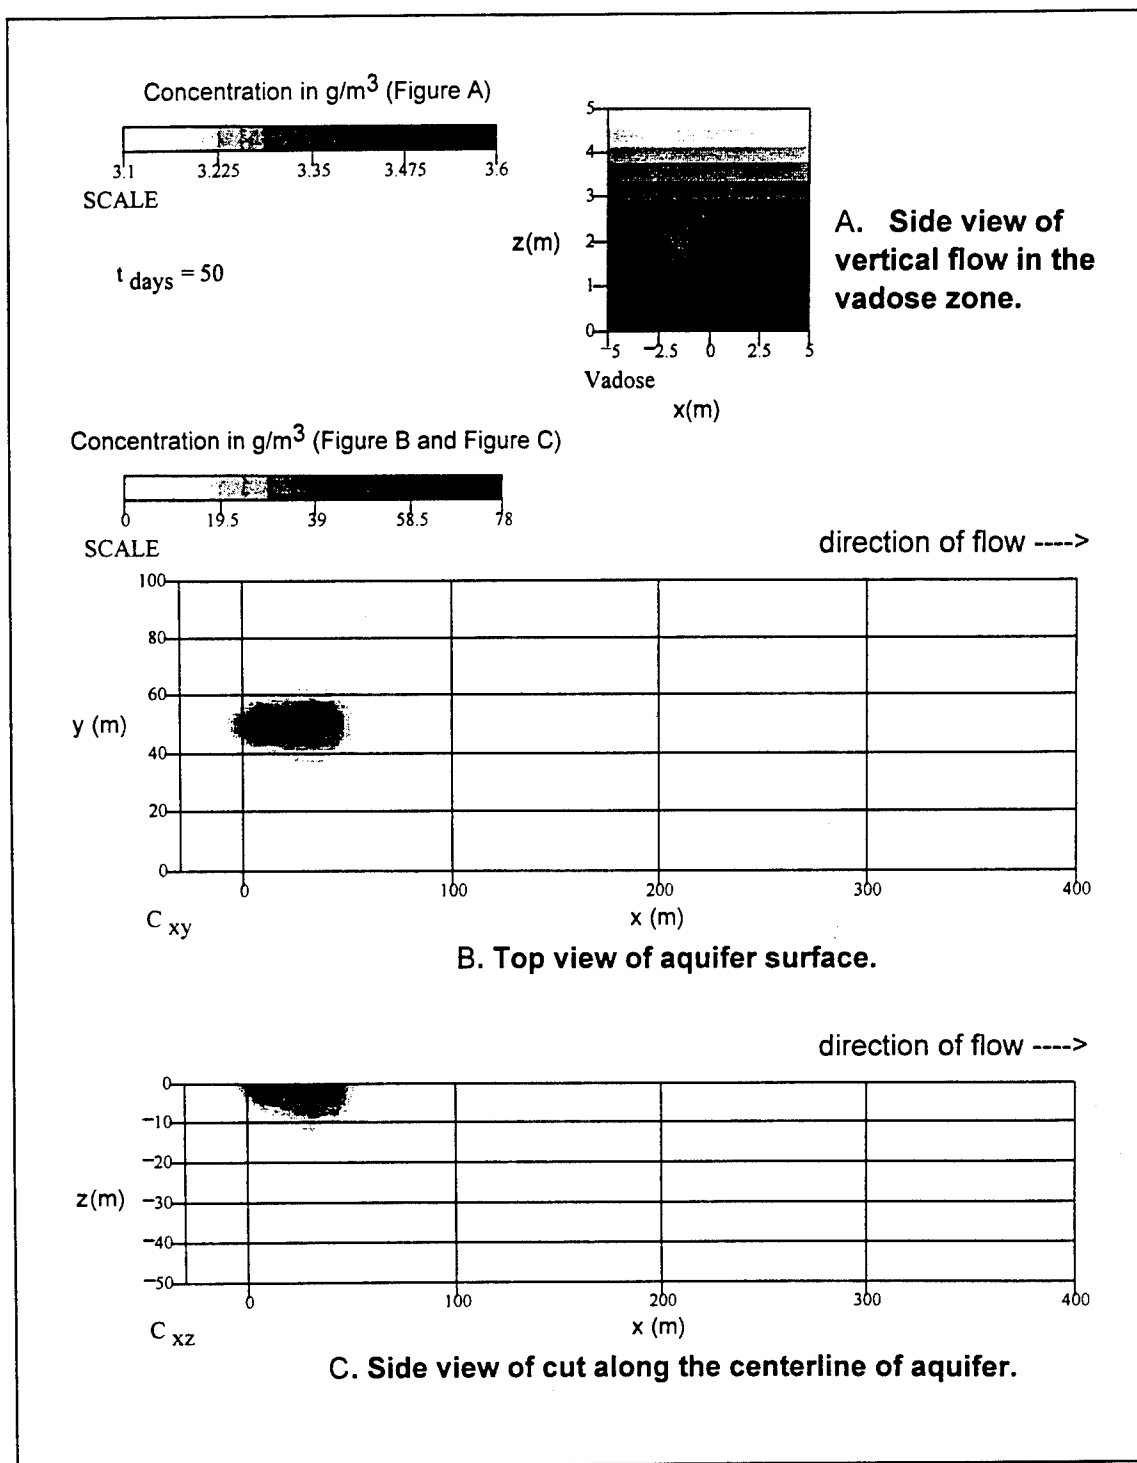 Concentration in g/m3 (Figure A)
3.1 3.225 3.35 3.475 3.6
SCALE
t days = 50
5
4
3
z(m) 2
1
0
-5 -2.5 0 2.5 5
Vadose
x(m)
A. Side view of
vertical flow in the
vadose zone.
Concentration in g/m3 (Figure B and Figure C)
0 19.5 39 58.5 78
SCALE
direction of flow ---->
100
80
60
y (m)
40
20
0
0 100 200 300 400
C xy x (m)
B. Top view of aquifer surface.
direction of flow ---->
0
-10
-20
z(m) -30
-40
-50
0 100 200 300 400
C xz x (m)
C. Side view of cut along the centerline of aquifer.